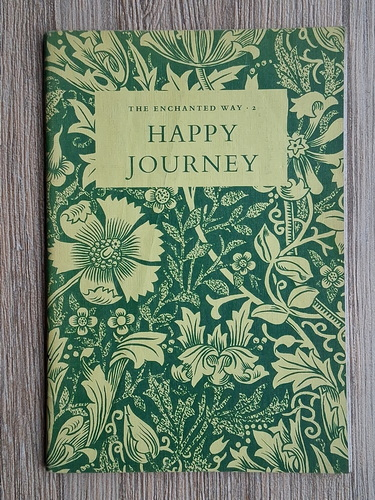 THE ENCHANTED WAY · 2
HAPPY
JOURNEY